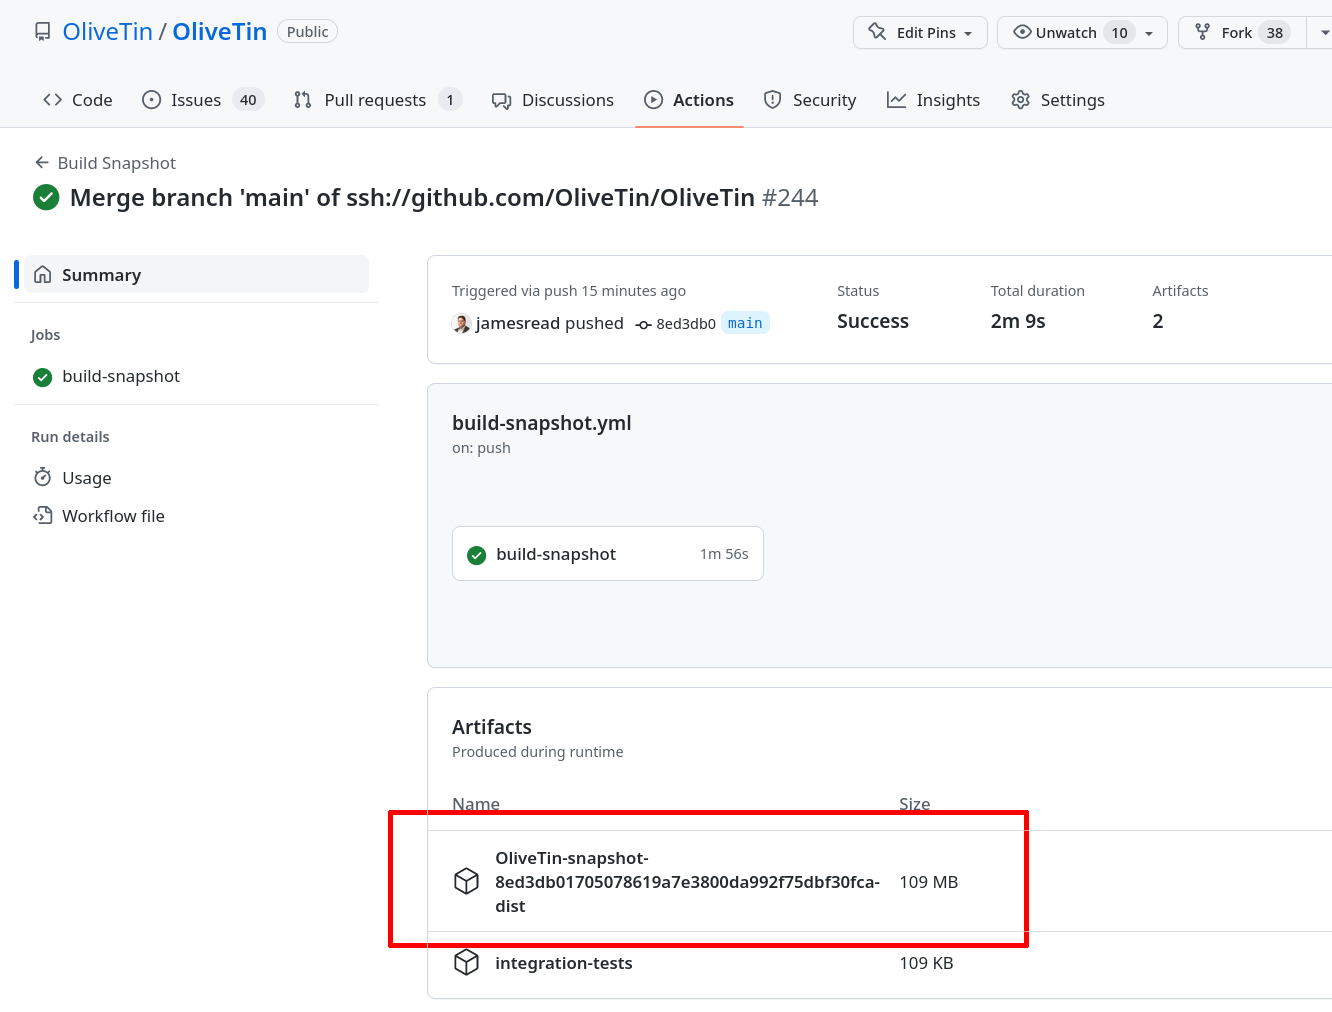 OliveTin / OliveTin Public
Edit Pins
Unwatch 10
Fork 38
Code
Issues 40
Pull requests 1
Discussions
Actions
Security
Insights
Settings
Build Snapshot
Merge branch 'main' of ssh://github.com/OliveTin/OliveTin #244
Summary
Jobs
build-snapshot
Run details
Usage
Workflow file
Triggered via push 15 minutes ago
jamesread pushed 8ed3db0 main
Status
Success
Total duration
2m 9s
Artifacts
2
build-snapshot.yml
on: push
build-snapshot 1m 56s
Artifacts
Produced during runtime
Name Size
OliveTin-snapshot-
8ed3db01705078619a7e3800da992f75dbf30fca- 109 MB
dist
integration-tests 109 KB